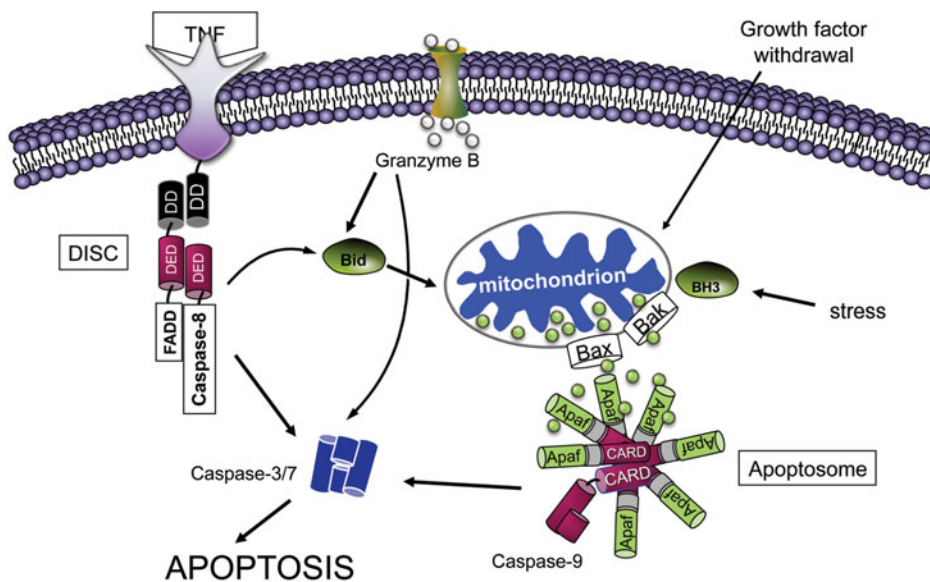 TNF
Growth factor
withdrawal
Granzyme B
DD
DD
DISC
DED
DED
Bid
mitochondrion
BH3
stress
FADD
Caspase-8
Bak
Bax
Apaf
Apaf
Apaf
Apaf
CARD
Apaf
Apaf
CARD
Apaf
Apaf
Apoptosome
Caspase-3/7
Caspase-9
APOPTOSIS